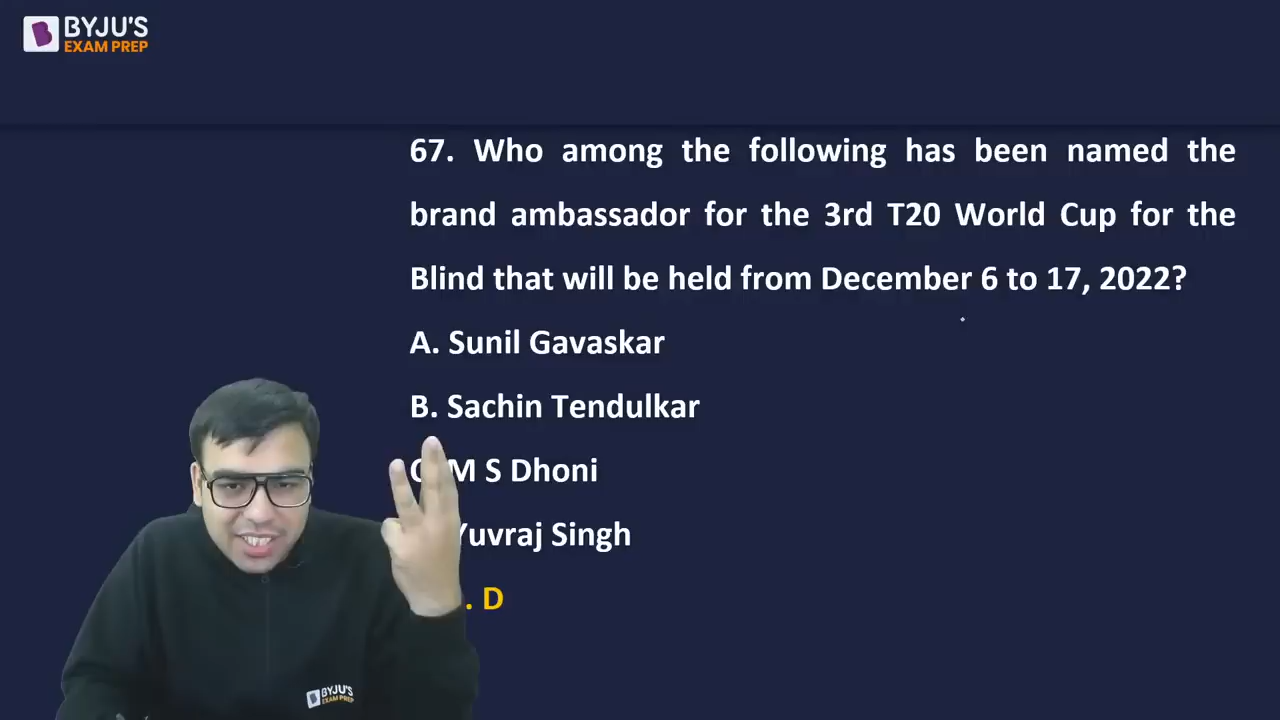 BYJU'S
EXAM PREP
67. Who among the following has been named the
brand ambassador for the 3rd T20 World Cup for the
Blind that will be held from December 6 to 17, 2022?
A. Sunil Gavaskar
B. Sachin Tendulkar
M S Dhoni
Yuvraj Singh
. D
BYJU'S
EXAM PREP